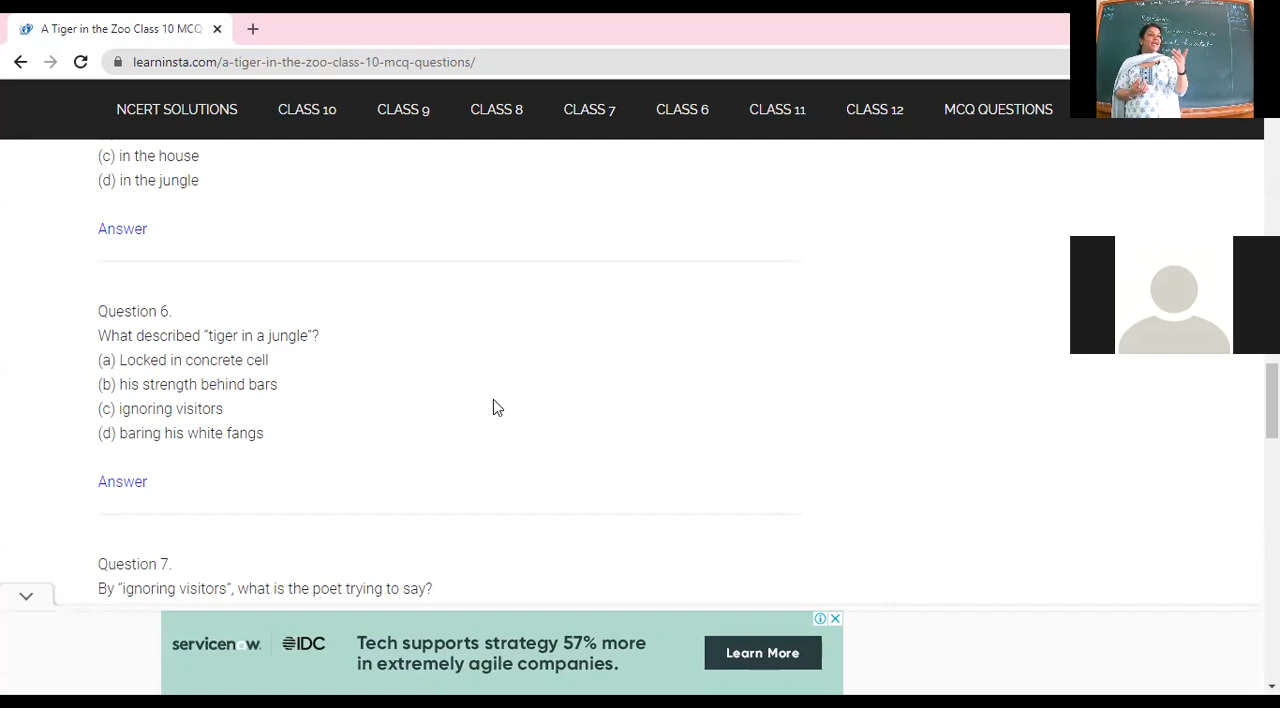 A Tiger in the Zoo Class 10 MCQ
learninsta.com/a-tiger-in-the-zoo-class-10-mcq-questions/
NCERT SOLUTIONS CLASS 10 CLASS 9 CLASS 8 CLASS 7 CLASS 6 CLASS 11 CLASS 12 MCQ QUESTIONS
(c) in the house
(d) in the jungle
Answer
Question 6.
What described “tiger in a jungle”?
(a) Locked in concrete cell
(b) his strength behind bars
(c) ignoring visitors
(d) baring his white fangs
Answer
Question 7.
By “ignoring visitors“, what is the poet trying to say?
servicenow. IDC
Tech supports strategy 57% more
in extremely agile companies.
Learn More